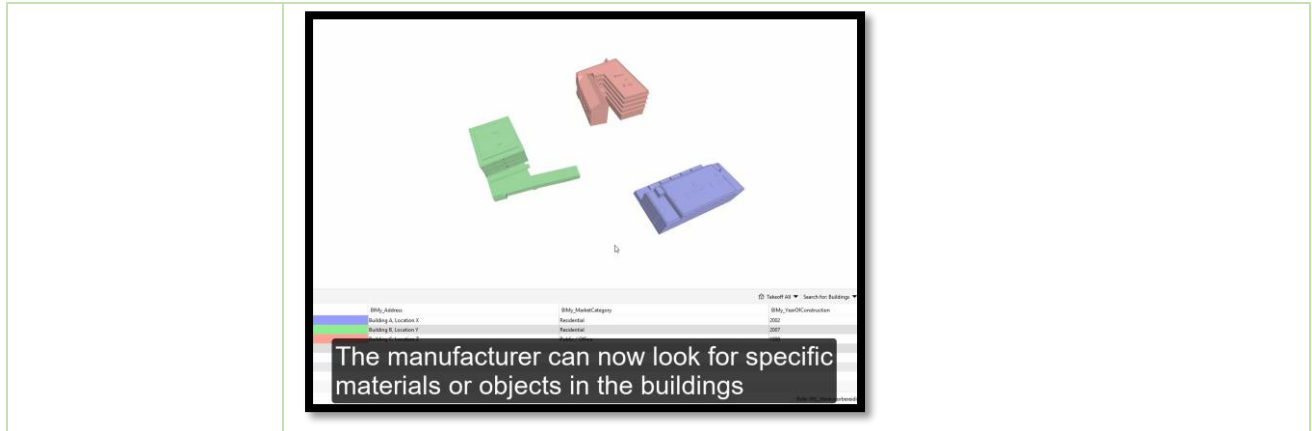 Takeoff All Search for: Buildings
BIMy_Address BIMy_MarketCategory BIMy_YearOfConstruction
Building A, Location X Residential 2002
Building B, Location Y Residential 2007
The manufacturer can now look for specific
materials or objects in the buildings